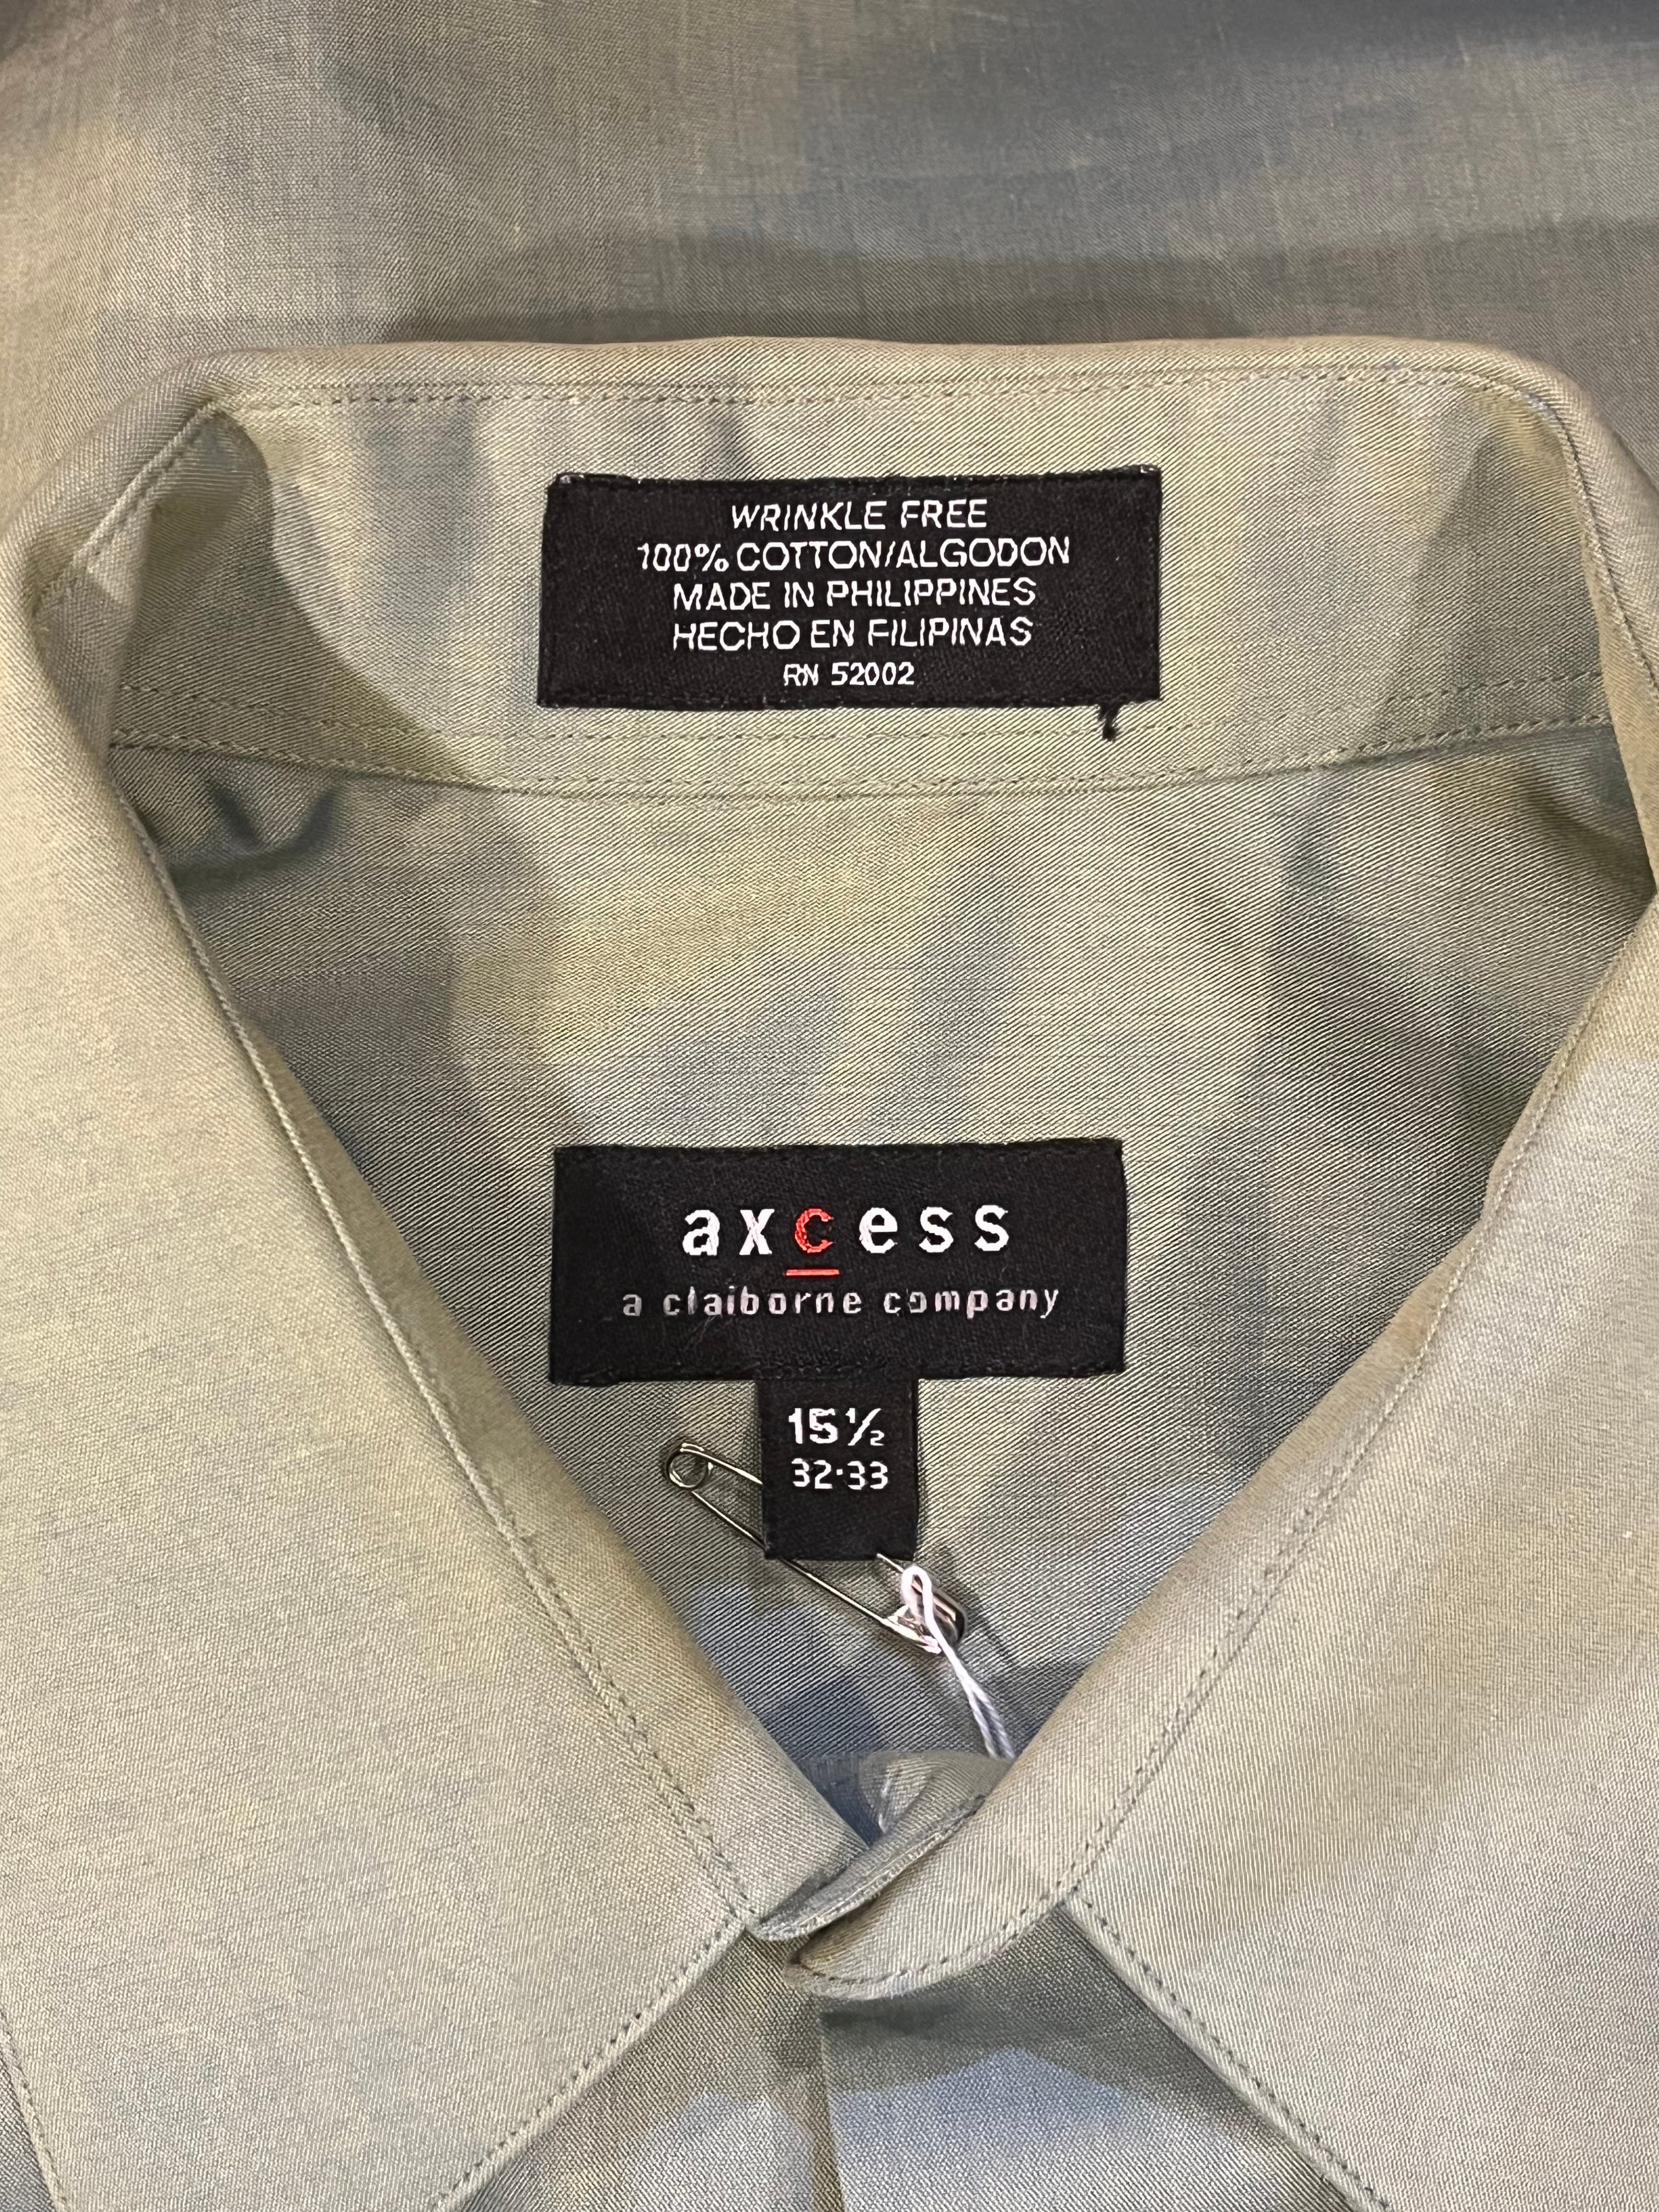 WRINKLE FREE
100% COTTON/ALGODON
MADE IN PHILIPPINES
HECHO EN FILIPINAS
RN 52002
axcess
a claiborne company
15½
32·33